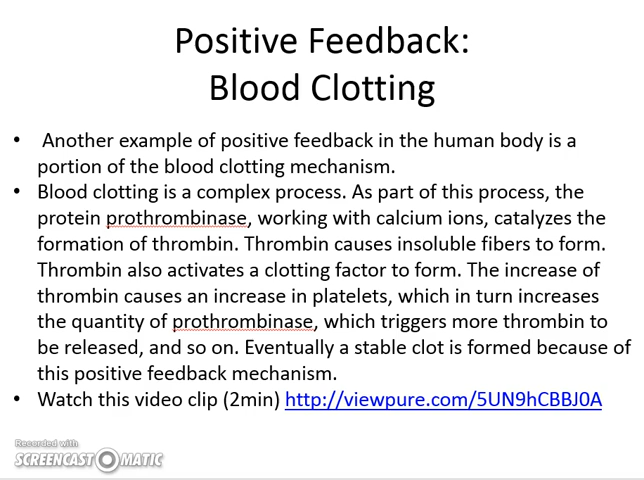 Positive Feedback:
Blood Clotting
• Another example of positive feedback in the human body is a
portion of the blood clotting mechanism.
• Blood clotting is a complex process. As part of this process, the
protein prothrombinase, working with calcium ions, catalyzes the
formation of thrombin. Thrombin causes insoluble fibers to form.
Thrombin also activates a clotting factor to form. The increase of
thrombin causes an increase in platelets, which in turn increases
the quantity of prothrombinase, which triggers more thrombin to
be released, and so on. Eventually a stable clot is formed because of
this positive feedback mechanism.
• Watch this video clip (2min) http://viewpure.com/5UN9hCBBJ0A
Recorded with
SCREENCAST-O-MATIC